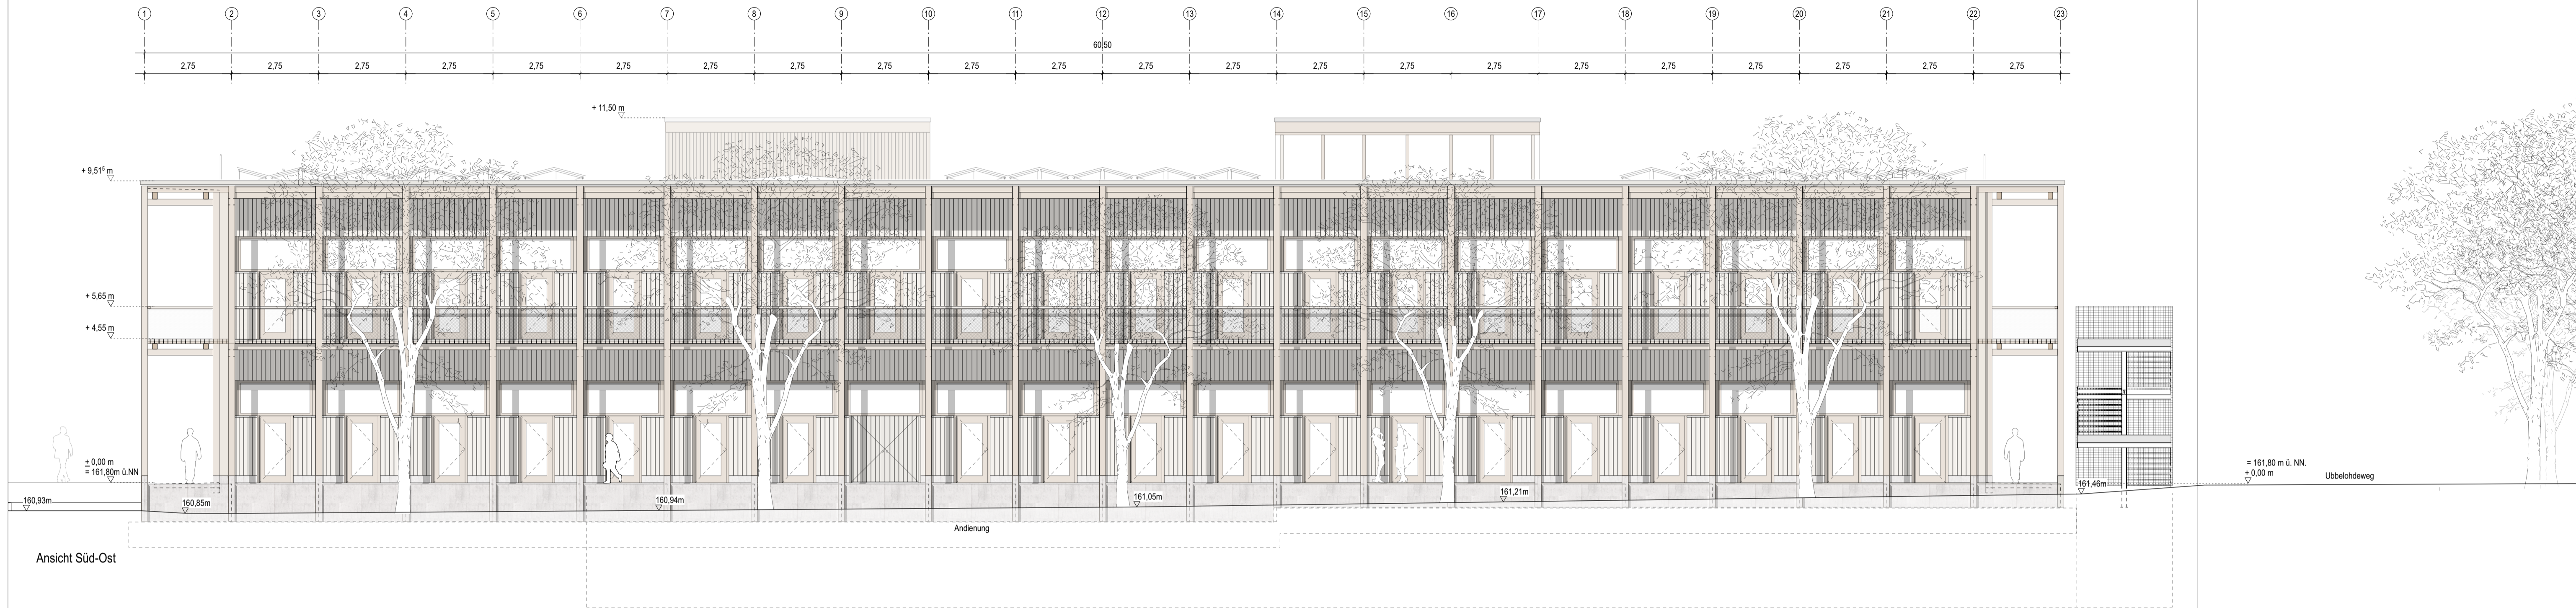 1 2 3 4 5 6 7 8 9 10 11 12 13 14 15 16 17 18 19 20 21 22 23
60,50
2,75 2,75 2,75 2,75 2,75 2,75 2,75 2,75 2,75 2,75 2,75 2,75 2,75 2,75 2,75 2,75 2,75 2,75 2,75 2,75 2,75 2,75
+ 11,50 m
+ 9,51⁵ m
+ 5,65 m
+ 4,55 m
± 0,00 m
= 161,80m ü.NN
= 161,80 m ü. NN.
± 0,00 m
Ubbelohdeweg
160,93m
160,85m
160,94m
161,05m
161,21m
161,46m
Andienung
Ansicht Süd-Ost